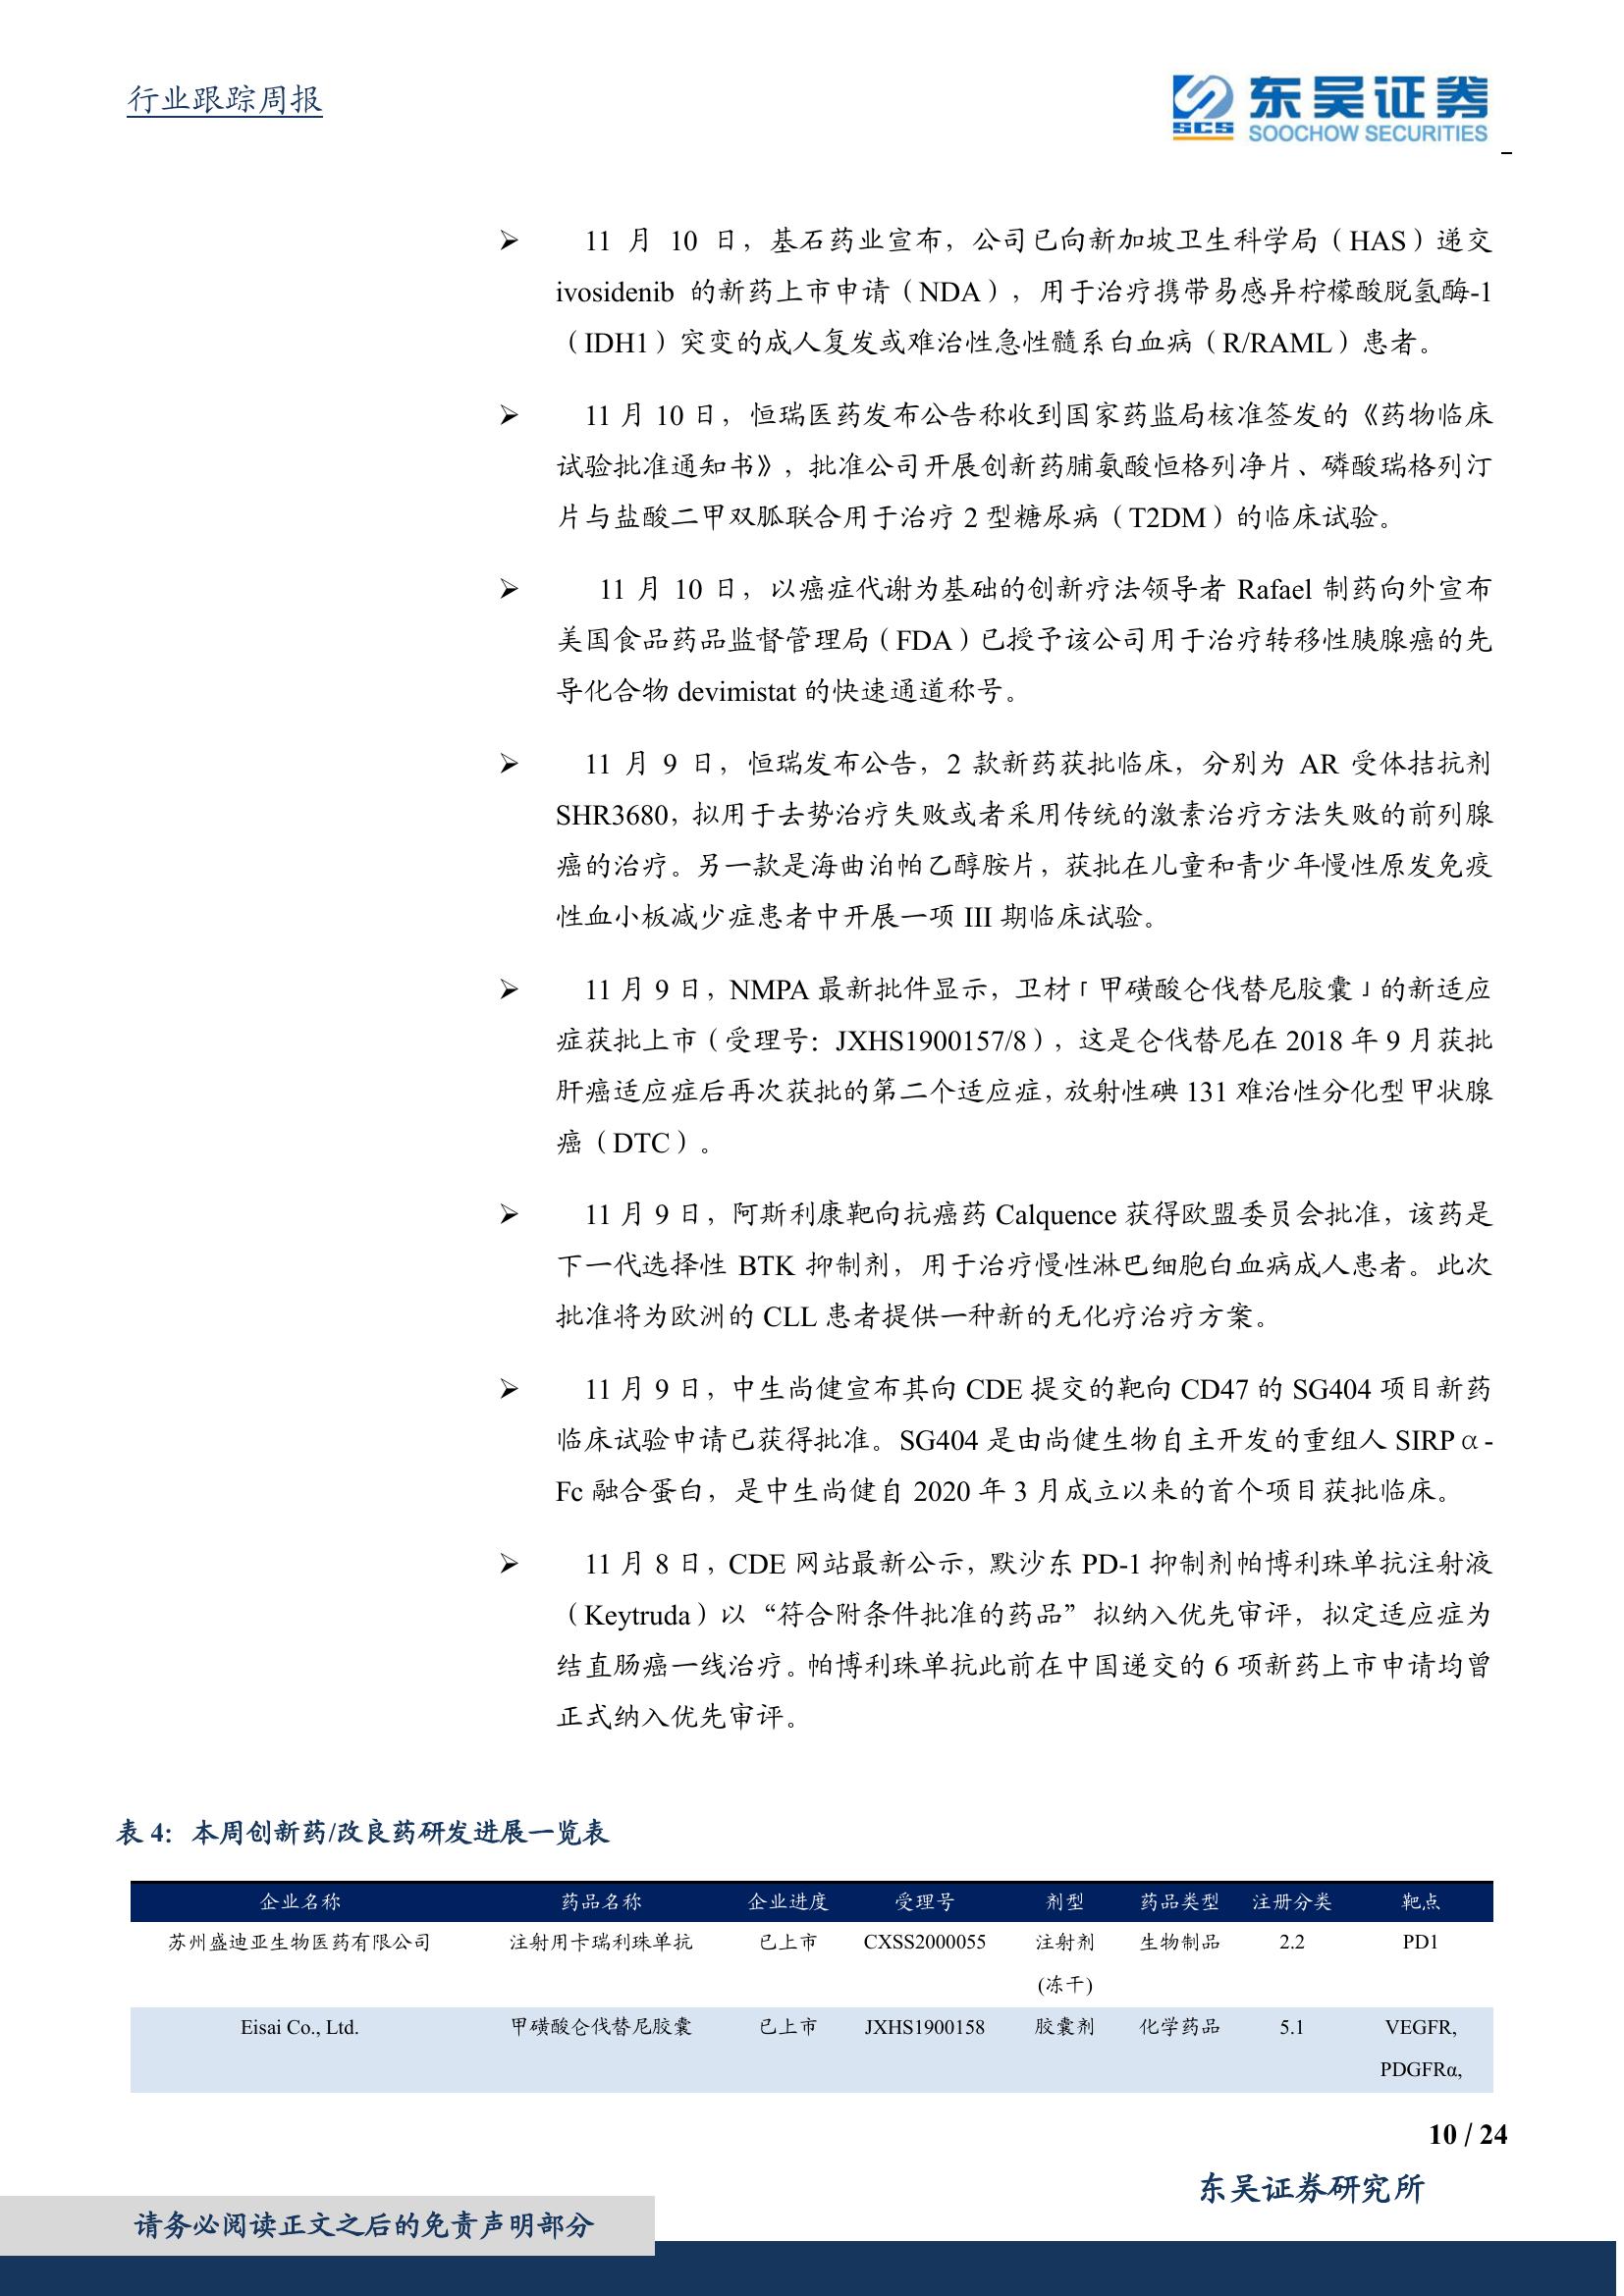 行业跟踪周报
SCS 东吴证券
SOOCHOW SECURITIES
➢ 11 月 10 日，基石药业宣布，公司已向新加坡卫生科学局（HAS）递交
ivosidenib 的新药上市申请（NDA），用于治疗携带易感异柠檬酸脱氢酶-1
（IDH1）突变的成人复发或难治性急性髓系白血病（R/RAML）患者。
➢ 11 月 10 日，恒瑞医药发布公告称收到国家药监局核准签发的《药物临床
试验批准通知书》，批准公司开展创新药脯氨酸恒格列净片、磷酸瑞格列汀
片与盐酸二甲双胍联合用于治疗 2 型糖尿病（T2DM）的临床试验。
➢ 11 月 10 日，以癌症代谢为基础的创新疗法领导者 Rafael 制药向外宣布
美国食品药品监督管理局（FDA）已授予该公司用于治疗转移性胰腺癌的先
导化合物 devimistat 的快速通道称号。
➢ 11 月 9 日，恒瑞发布公告，2 款新药获批临床，分别为 AR 受体拮抗剂
SHR3680，拟用于去势治疗失败或者采用传统的激素治疗方法失败的前列腺
癌的治疗。另一款是海曲泊帕乙醇胺片，获批在儿童和青少年慢性原发免疫
性血小板减少症患者中开展一项 III 期临床试验。
➢ 11 月 9 日，NMPA 最新批件显示，卫材「甲磺酸仑伐替尼胶囊」的新适应
症获批上市（受理号：JXHS1900157/8），这是仑伐替尼在 2018 年 9 月获批
肝癌适应症后再次获批的第二个适应症，放射性碘 131 难治性分化型甲状腺
癌（DTC）。
➢ 11 月 9 日，阿斯利康靶向抗癌药 Calquence 获得欧盟委员会批准，该药是
下一代选择性 BTK 抑制剂，用于治疗慢性淋巴细胞白血病成人患者。此次
批准将为欧洲的 CLL 患者提供一种新的无化疗治疗方案。
➢ 11 月 9 日，中生尚健宣布其向 CDE 提交的靶向 CD47 的 SG404 项目新药
临床试验申请已获得批准。SG404 是由尚健生物自主开发的重组人 SIRPα-
Fc 融合蛋白，是中生尚健自 2020 年 3 月成立以来的首个项目获批临床。
➢ 11 月 8 日，CDE 网站最新公示，默沙东 PD-1 抑制剂帕博利珠单抗注射液
（Keytruda）以“符合附条件批准的药品”拟纳入优先审评，拟定适应症为
结直肠癌一线治疗。帕博利珠单抗此前在中国递交的 6 项新药上市申请均曾
正式纳入优先审评。
表 4：本周创新药/改良药研发进展一览表
企业名称 药品名称 企业进度 受理号 剂型 药品类型 注册分类 靶点
苏州盛迪亚生物医药有限公司 注射用卡瑞利珠单抗 已上市 CXSS2000055 注射剂 生物制品 2.2 PD1
(冻干)
Eisai Co., Ltd. 甲磺酸仑伐替尼胶囊 已上市 JXHS1900158 胶囊剂 化学药品 5.1 VEGFR,
PDGFRα,
10 / 24
东吴证券研究所
请务必阅读正文之后的免责声明部分